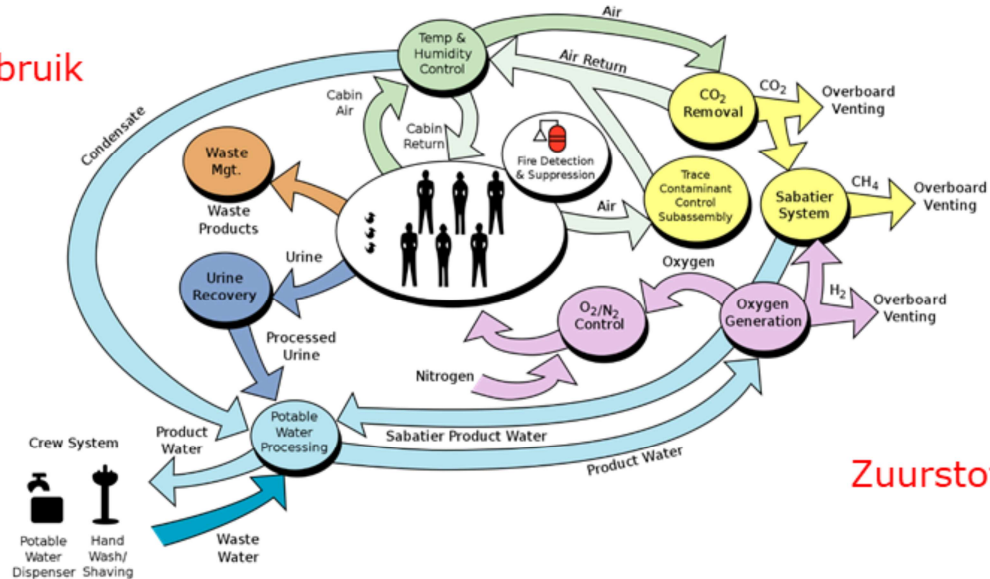 bruik
Air
Temp &
Humidity
Control
Air Return
CO2
Removal
CO2
Overboard
Venting
Cabin
Air
Cabin
Return
Condensate
Fire Detection
& Suppression
Waste
Mgt.
Waste
Products
Trace
Contaminant
Control
Subassembly
Sabatier
System
CH4
Overboard
Venting
Air
Urine
Urine
Recovery
Oxygen
O2/N2
Control
Oxygen
Generation
H2
Overboard
Venting
Processed
Urine
Nitrogen
Potable
Water
Processing
Product
Water
Sabatier Product Water
Product Water
Crew System
Zuursto
Potable
Water
Dispenser
Hand
Wash/
Shaving
Waste
Water